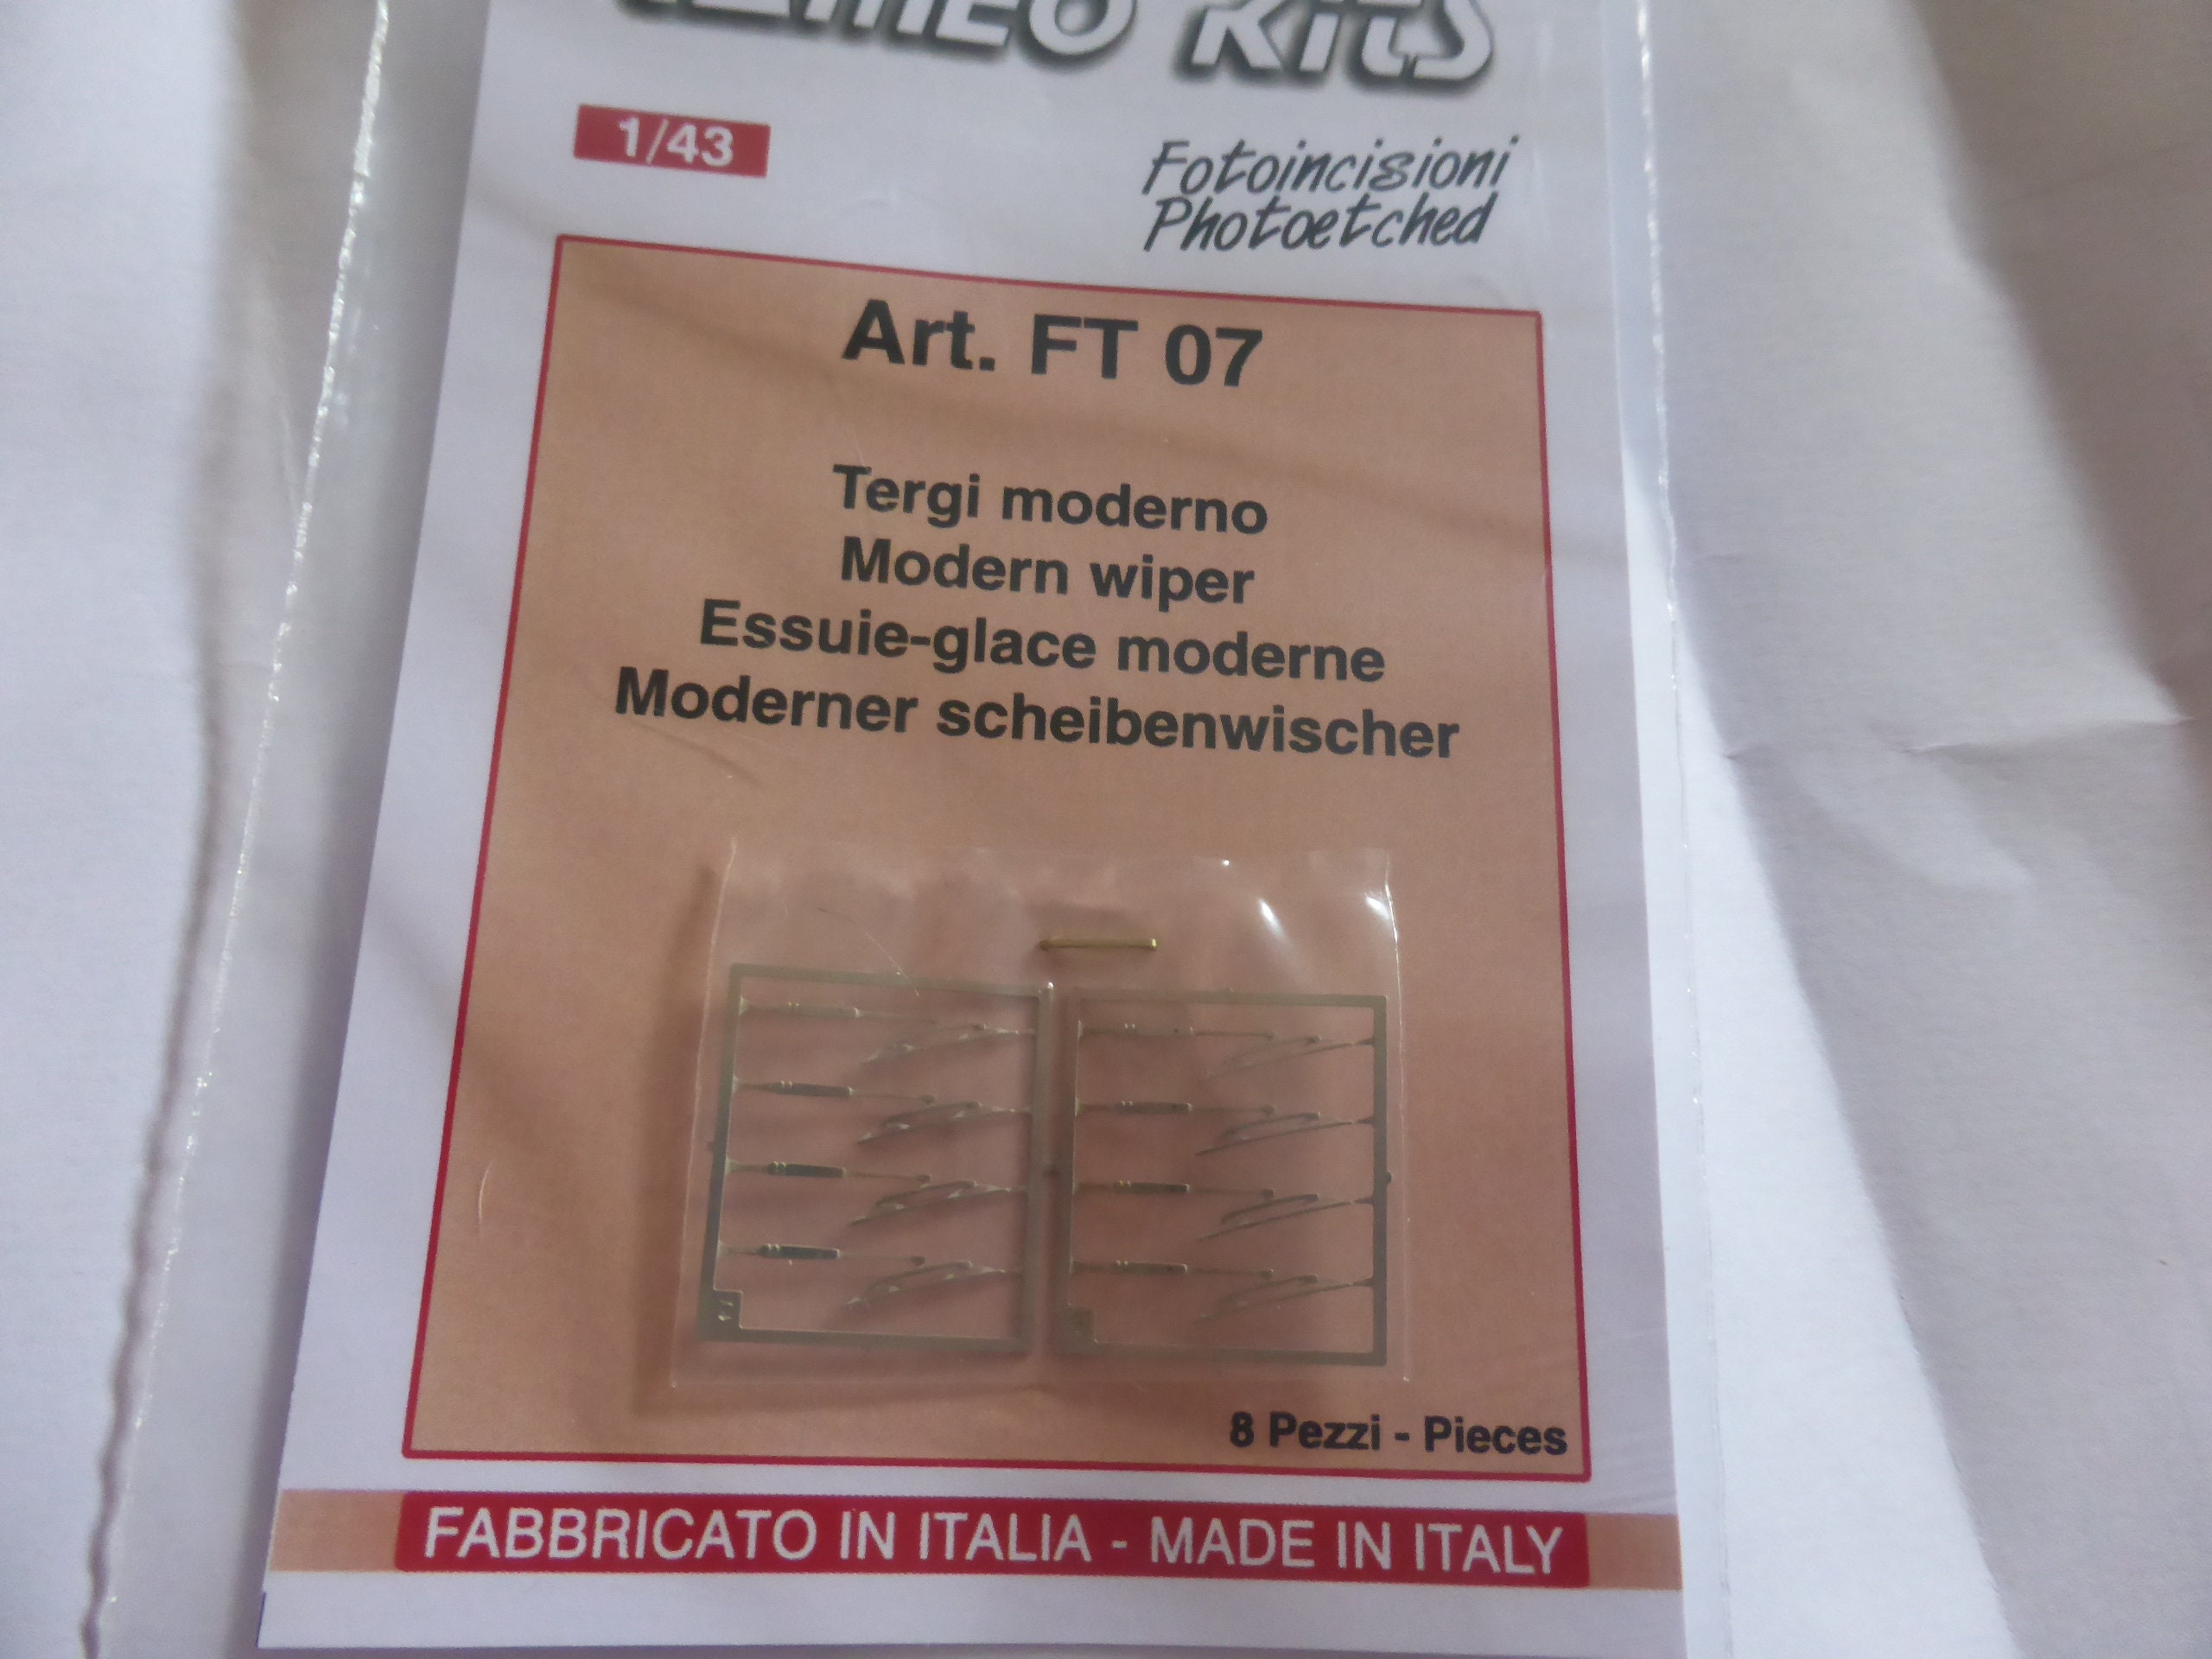 Kits
1/43
Fotoincisioni
Photoetched
Art. FT 07
Tergi moderno
Modern wiper
Essuie-glace moderne
Moderner scheibenwischer
8 Pezzi - Pieces
FABBRICATO IN ITALIA - MADE IN ITALY